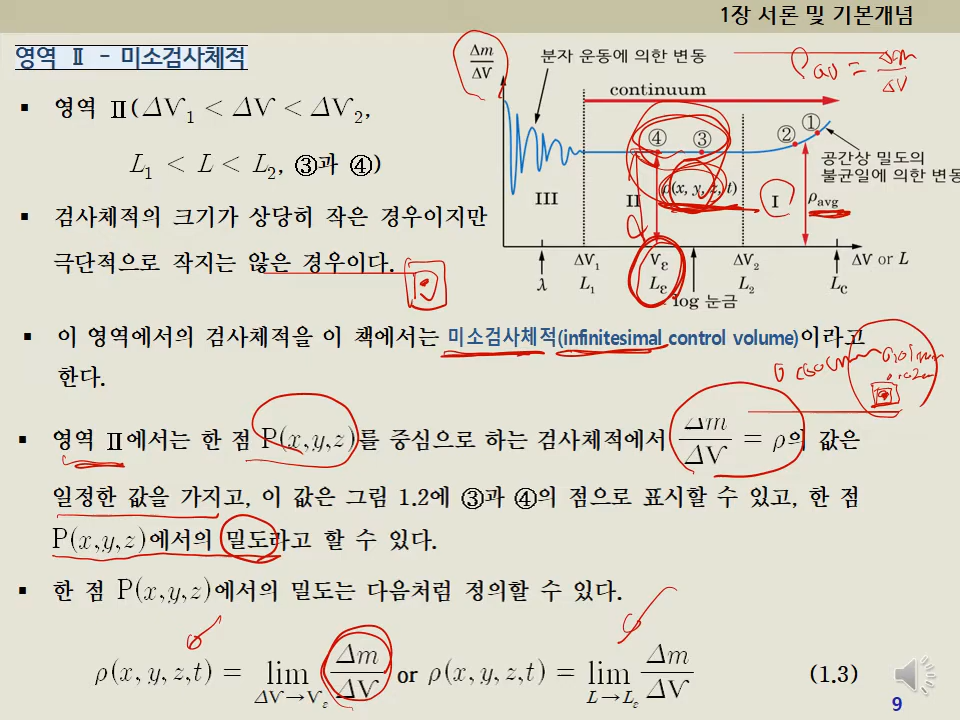 1장 서론 및 기본개념
영역 Ⅱ - 미소검사체적
▪ 영역 Ⅱ(ΔV₁ < ΔV < ΔV₂,
L₁ < L < L₂, ③과 ④)
▪ 검사체적의 크기가 상당히 작은 경우이지만
극단적으로 작지는 않은 경우이다.
Δm/ΔV
분자 운동에 의한 변동
ρav = Δm/ΔV
continuum
④ ③ ② ①
공간상 밀도의
불균일에 의한 변동
III II ρ(x, y, z, t) I ρavg
ΔV₁ Vε ΔV₂ ΔV or L
λ L₁ Lε L₂ Lc
log 눈금
▪ 이 영역에서의 검사체적을 이 책에서는 미소검사체적(infinitesimal control volume)이라고
한다.
▪ 영역 Ⅱ에서는 한 점 P(x,y,z)를 중심으로 하는 검사체적에서 Δm/ΔV = ρ의 값은
일정한 값을 가지고, 이 값은 그림 1.2에 ③과 ④의 점으로 표시할 수 있고, 한 점
P(x,y,z)에서의 밀도라고 할 수 있다.
▪ 한 점 P(x,y,z)에서의 밀도는 다음처럼 정의할 수 있다.
ρ(x,y,z,t) = lim ΔV→Vε Δm/ΔV or ρ(x,y,z,t) = lim L→Lε Δm/ΔV (1.3)
9